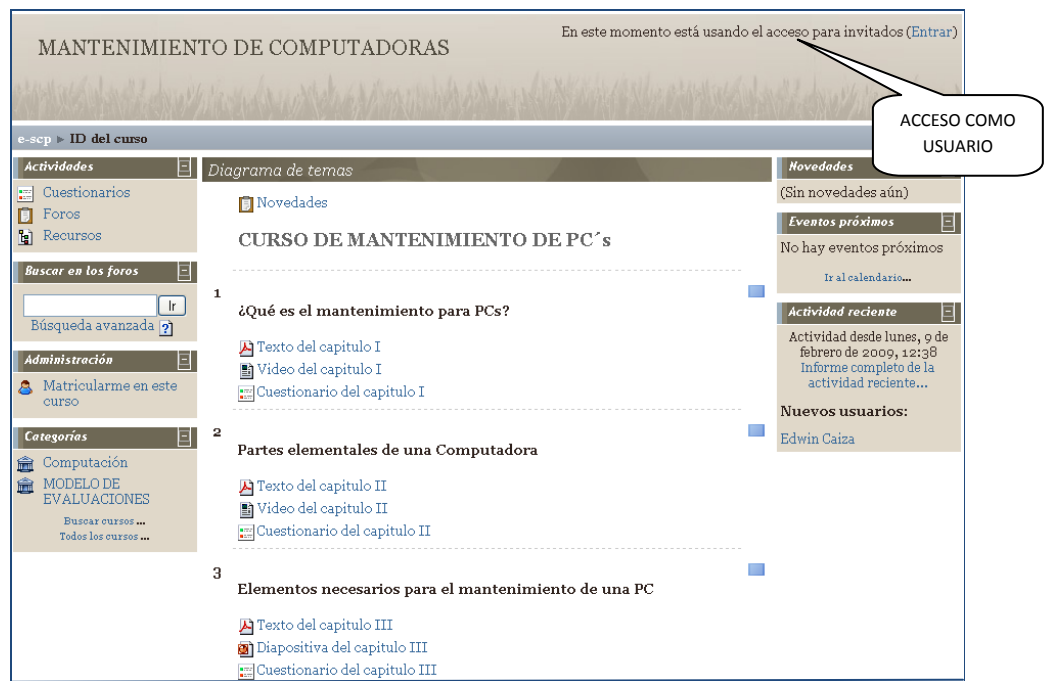 MANTENIMIENTO DE COMPUTADORAS
En este momento está usando el acceso para invitados (Entrar)
ACCESO COMO
USUARIO
e-scp ► ID del curso
Actividades
Cuestionarios
Foros
Recursos
Buscar en los foros
Ir
Búsqueda avanzada ?
Administración
Matricularme en este
curso
Categorías
Computación
MODELO DE
EVALUACIONES
Buscar cursos ...
Todos los cursos ...
Diagrama de temas
Novedades
CURSO DE MANTENIMIENTO DE PC´s
1
¿Qué es el mantenimiento para PCs?
Texto del capitulo I
Video del capitulo I
Cuestionario del capitulo I
2
Partes elementales de una Computadora
Texto del capitulo II
Video del capitulo II
Cuestionario del capitulo II
3
Elementos necesarios para el mantenimiento de una PC
Texto del capitulo III
Diapositiva del capitulo III
Cuestionario del capitulo III
Novedades
(Sin novedades aún)
Eventos próximos
No hay eventos próximos
Ir al calendario...
Actividad reciente
Actividad desde lunes, 9 de
febrero de 2009, 12:38
Informe completo de la
actividad reciente...
Nuevos usuarios:
Edwin Caiza